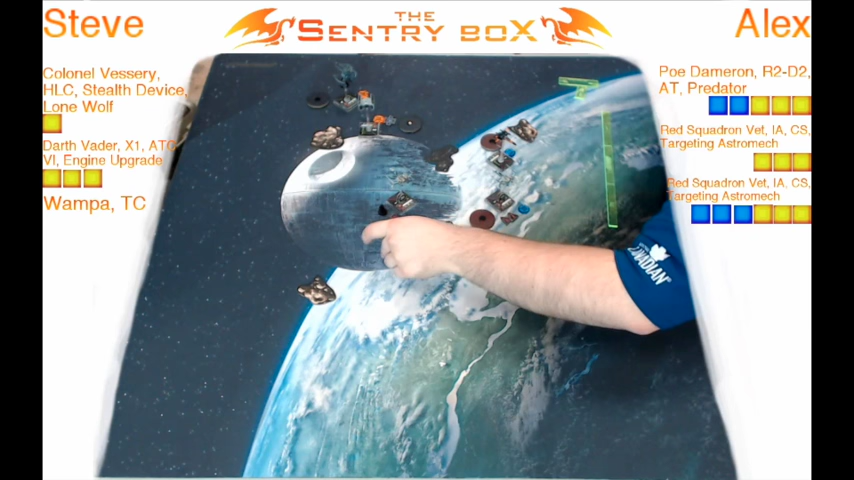 Steve
THE
SENTRY BOX
Alex
Colonel Vessery,
HLC, Stealth Device,
Lone Wolf
Darth Vader, X1, ATC
VI, Engine Upgrade
Wampa, TC
Poe Dameron, R2-D2,
AT, Predator
Red Squadron Vet, IA, CS,
Targeting Astromech
Red Squadron Vet, IA, CS,
Targeting Astromech
CANADIAN